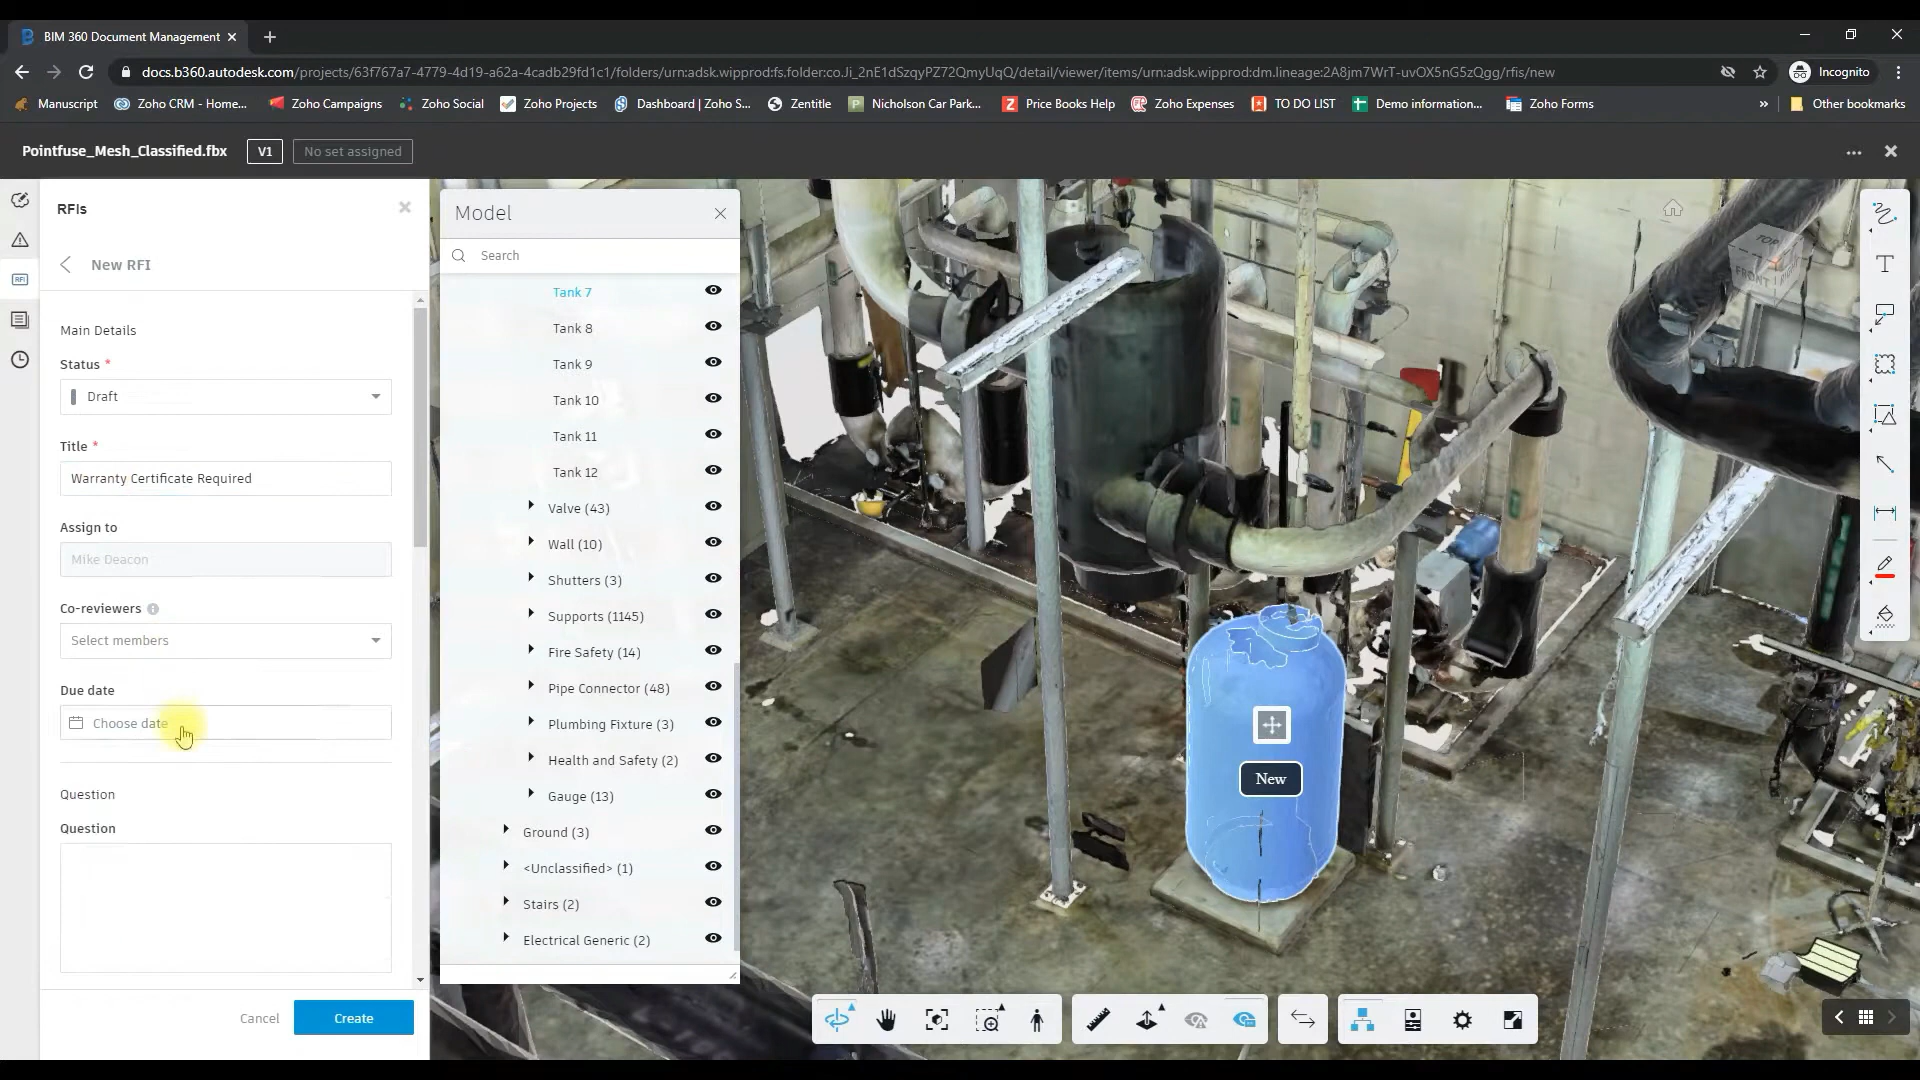 BIM 360 Document Management
docs.b360.autodesk.com/projects/63f767a7-4779-4d19-a62a-4cadb29fd1c1/folders/urn:adsk.wipprod:fs.folder:co.Ji_2nE1dSzqyPZ72QmyUqQ/detail/viewer/items/urn:adsk.wipprod:dm.lineage:2A8jm7WrT-uvOX5nG5zQgg/rfis/new
Incognito
Manuscript
Zoho CRM - Home...
Zoho Campaigns
Zoho Social
Zoho Projects
Dashboard | Zoho S...
Zentitle
Nicholson Car Park...
Price Books Help
Zoho Expenses
TO DO LIST
Demo information...
Zoho Forms
»
Other bookmarks
Pointfuse_Mesh_Classified.fbx
V1
No set assigned
RFIs
New RFI
Main Details
Status *
Draft
Title *
Warranty Certificate Required
Assign to
Mike Deacon
Co-reviewers
Select members
Due date
Choose date
Question
Question
Cancel
Create
RFI
Model
Search
Tank 7
Tank 8
Tank 9
Tank 10
Tank 11
Tank 12
Valve (43)
Wall (10)
Shutters (3)
Supports (1145)
Fire Safety (14)
Pipe Connector (48)
Plumbing Fixture (3)
Health and Safety (2)
Gauge (13)
Ground (3)
<Unclassified> (1)
Stairs (2)
Electrical Generic (2)
New
TOP
FRONT